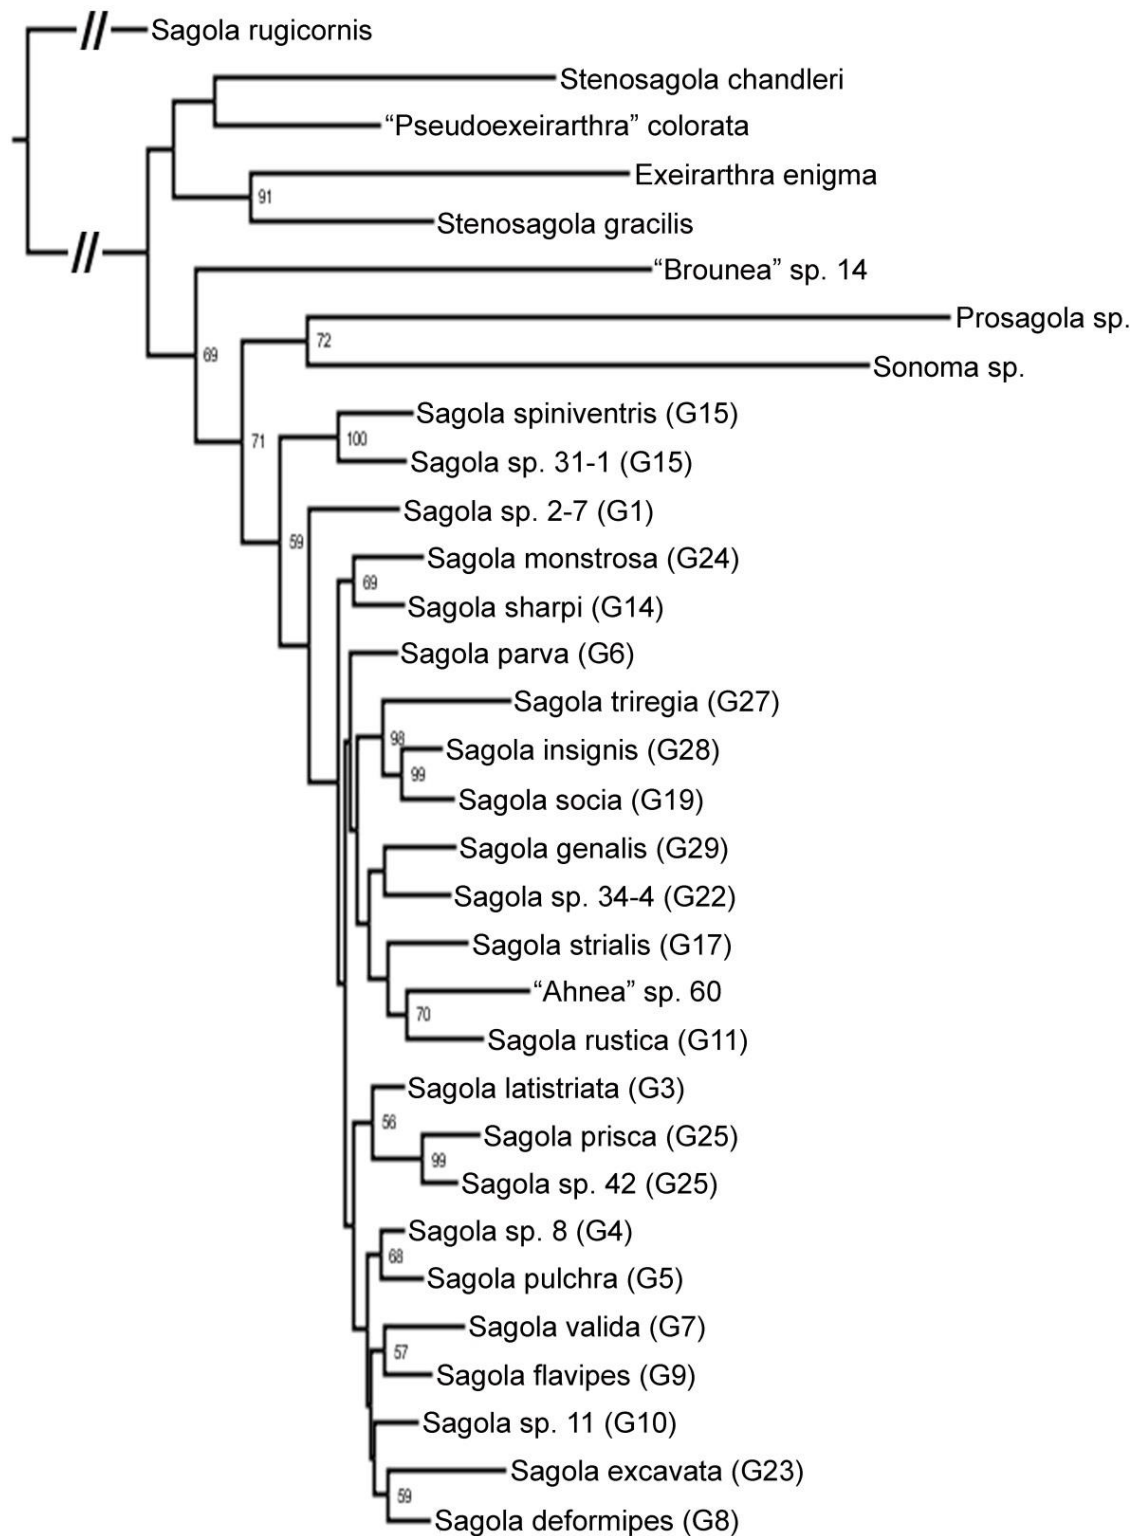 Sagola rugicornis
Stenosagola chandleri
“Pseudoexeirarthra” colorata
Exeirarthra enigma
91
Stenosagola gracilis
“Brounea” sp. 14
Prosagola sp.
72
69
Sonoma sp.
Sagola spiniventris (G15)
71
100
Sagola sp. 31-1 (G15)
Sagola sp. 2-7 (G1)
59
Sagola monstrosa (G24)
69
Sagola sharpi (G14)
Sagola parva (G6)
Sagola triregia (G27)
98
Sagola insignis (G28)
99
Sagola socia (G19)
Sagola genalis (G29)
Sagola sp. 34-4 (G22)
Sagola strialis (G17)
“Ahnea” sp. 60
70
Sagola rustica (G11)
Sagola latistriata (G3)
56
Sagola prisca (G25)
99
Sagola sp. 42 (G25)
Sagola sp. 8 (G4)
68
Sagola pulchra (G5)
Sagola valida (G7)
57
Sagola flavipes (G9)
Sagola sp. 11 (G10)
Sagola excavata (G23)
59
Sagola deformipes (G8)